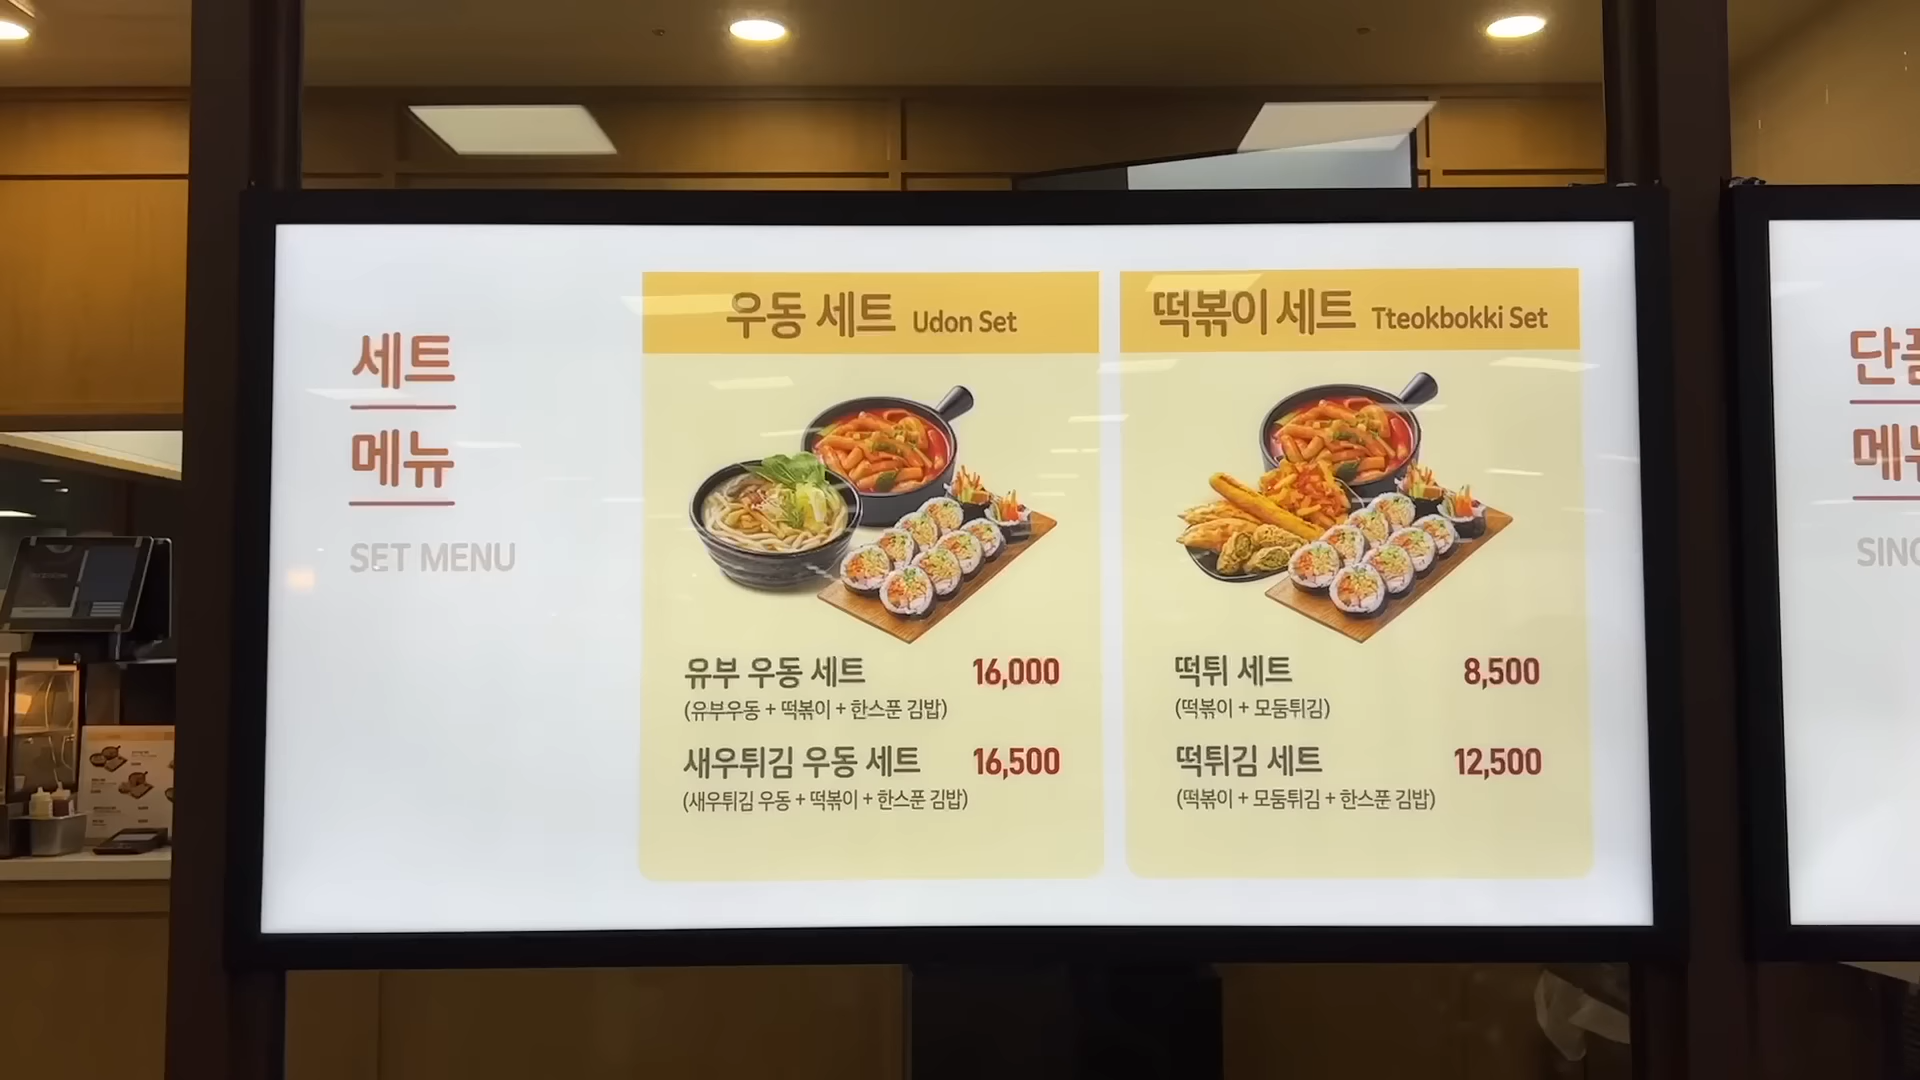 세트
메뉴
SET MENU
우동 세트 Udon Set
유부 우동 세트 16,000
(유부우동 + 떡볶이 + 한스푼 김밥)
새우튀김 우동 세트 16,500
(새우튀김 우동 + 떡볶이 + 한스푼 김밥)
떡볶이 세트 Tteokbokki Set
떡튀 세트 8,500
(떡볶이 + 모둠튀김)
떡튀김 세트 12,500
(떡볶이 + 모둠튀김 + 한스푼 김밥)